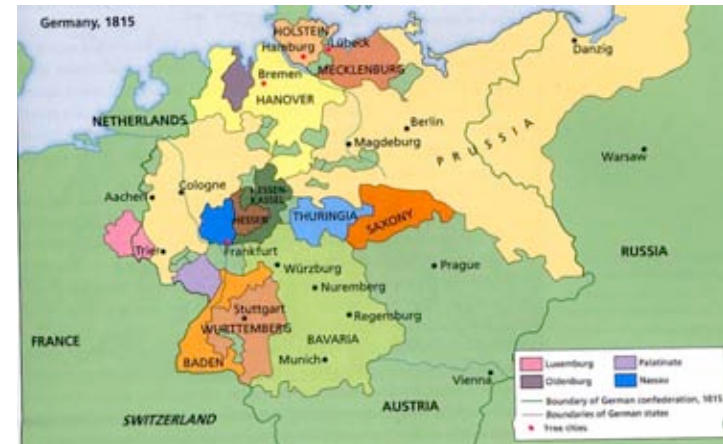 Germany, 1815
HOLSTEIN
Hamburg
Lübeck
MECKLENBURG
Danzig
Bremen
HANOVER
NETHERLANDS
Berlin
Magdeburg
PRUSSIA
Warsaw
Aachen
Cologne
HESSEN-
KASSEL
HESSEN
THURINGIA
SAXONY
Trier
Frankfurt
Würzburg
Prague
RUSSIA
Nuremberg
Stuttgart
WURTTEMBERG
Regensburg
FRANCE
BAVARIA
BADEN
Munich
Vienna
SWITZERLAND
AUSTRIA
Luxemburg
Palatinate
Oldenburg
Nassau
Boundary of German confederation, 1815
Boundaries of German states
Free cities